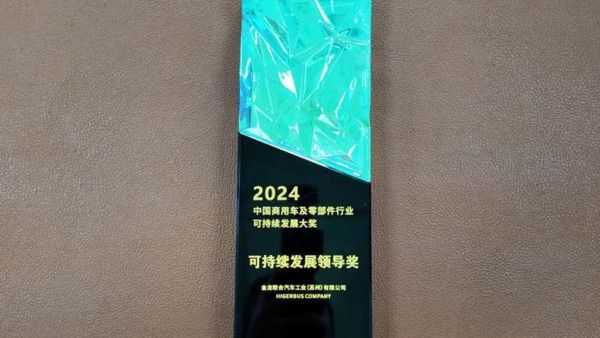 2024
中国商用车及零部件行业
可持续发展大奖
可持续发展领导奖
金龙联合汽车工业(苏州)有限公司
HIGERBUS COMPANY